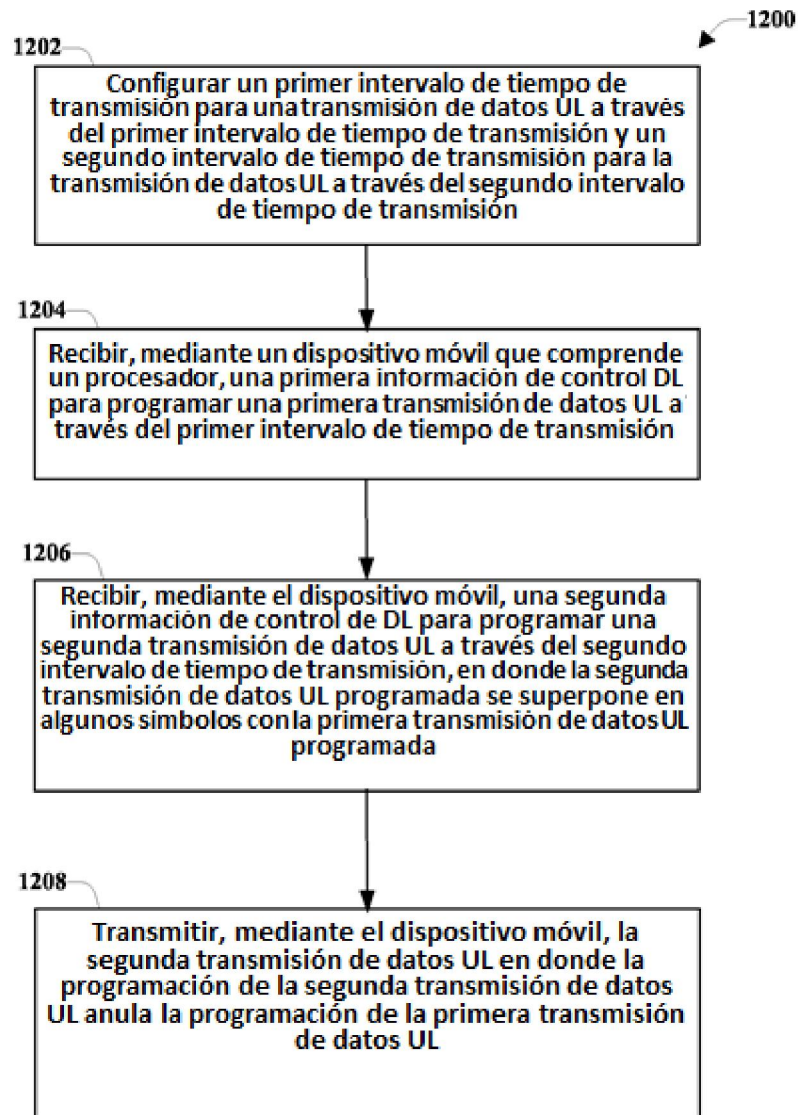 1200
1202
Configurar un primer intervalo de tiempo de
transmisión para una transmisión de datos UL a través
del primer intervalo de tiempo de transmisión y un
segundo intervalo de tiempo de transmisión para la
transmisión de datos UL a través del segundo intervalo
de tiempo de transmisión
1204
Recibir, mediante un dispositivo móvil que comprende
un procesador, una primera información de control DL
para programar una primera transmisión de datos UL a
través del primer intervalo de tiempo de transmisión
1206
Recibir, mediante el dispositivo móvil, una segunda
información de control de DL para programar una
segunda transmisión de datos UL a través del segundo
intervalo de tiempo de transmisión, en donde la segunda
transmisión de datos UL programada se superpone en
algunos símbolos con la primera transmisión de datos UL
programada
1208
Transmitir, mediante el dispositivo móvil, la
segunda transmisión de datos UL en donde la
programación de la segunda transmisión de datos
UL anula la programación de la primera transmisión
de datos UL